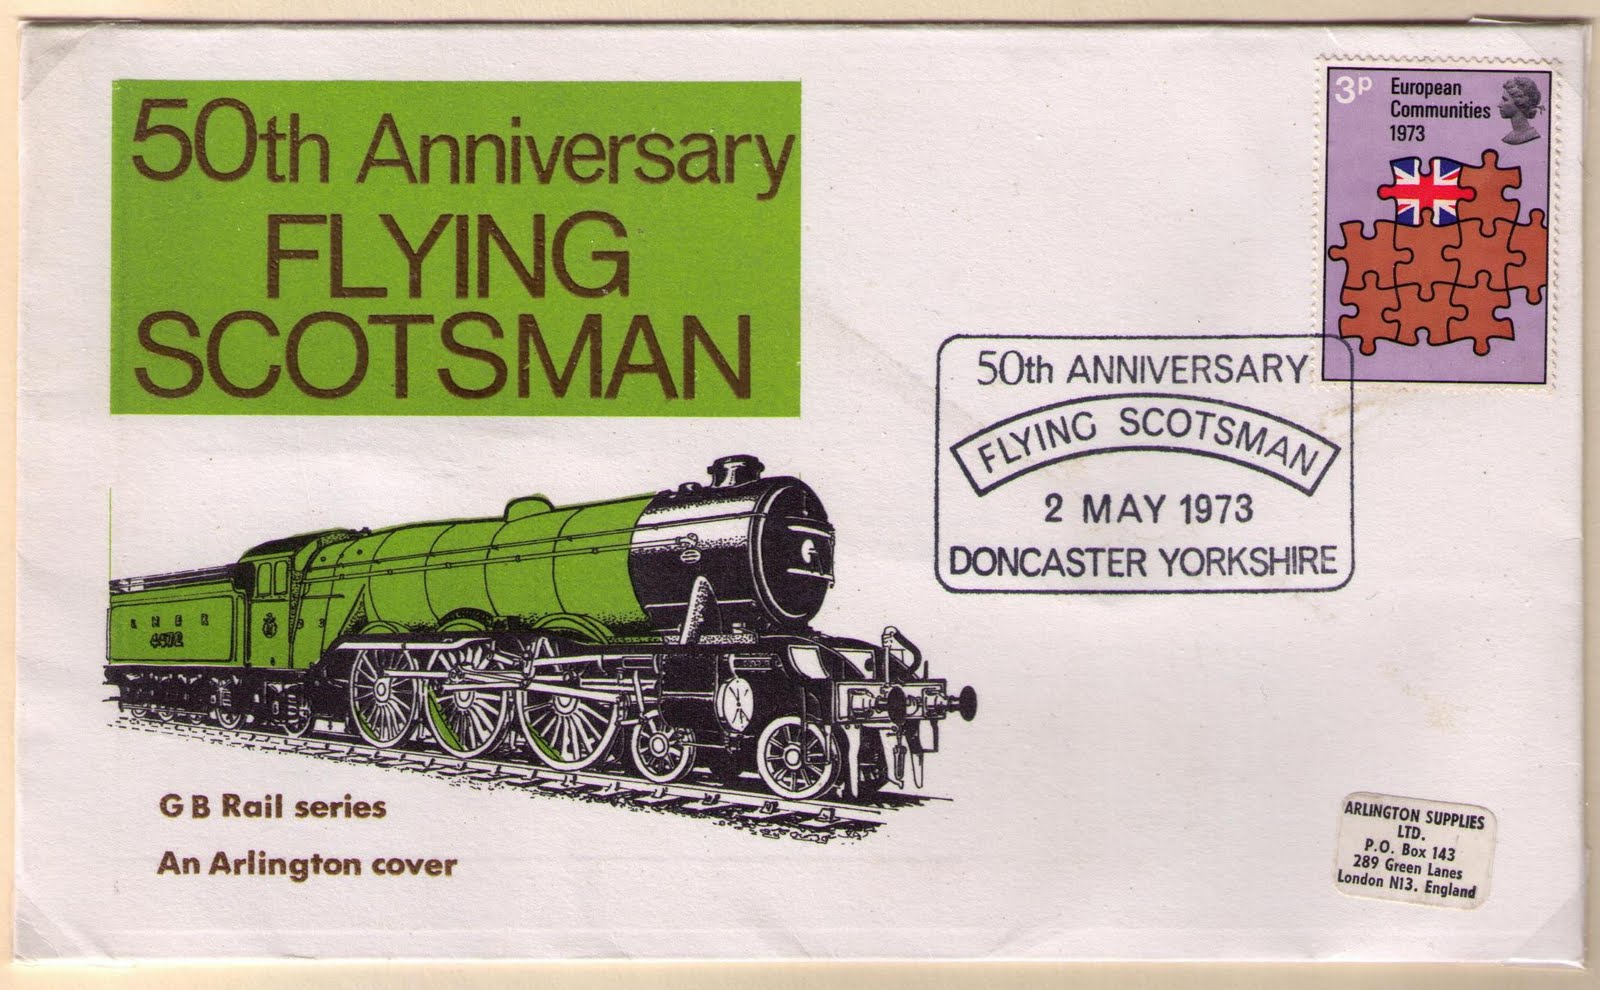 50th Anniversary
FLYING
SCOTSMAN
3P
European
Communities
1973
50th ANNIVERSARY
FLYING SCOTSMAN
2 MAY 1973
DONCASTER YORKSHIRE
L N E R
4472
G B Rail series
An Arlington cover
ARLINGTON SUPPLIES
LTD.
P.O. Box 143
289 Green Lanes
London N13. England